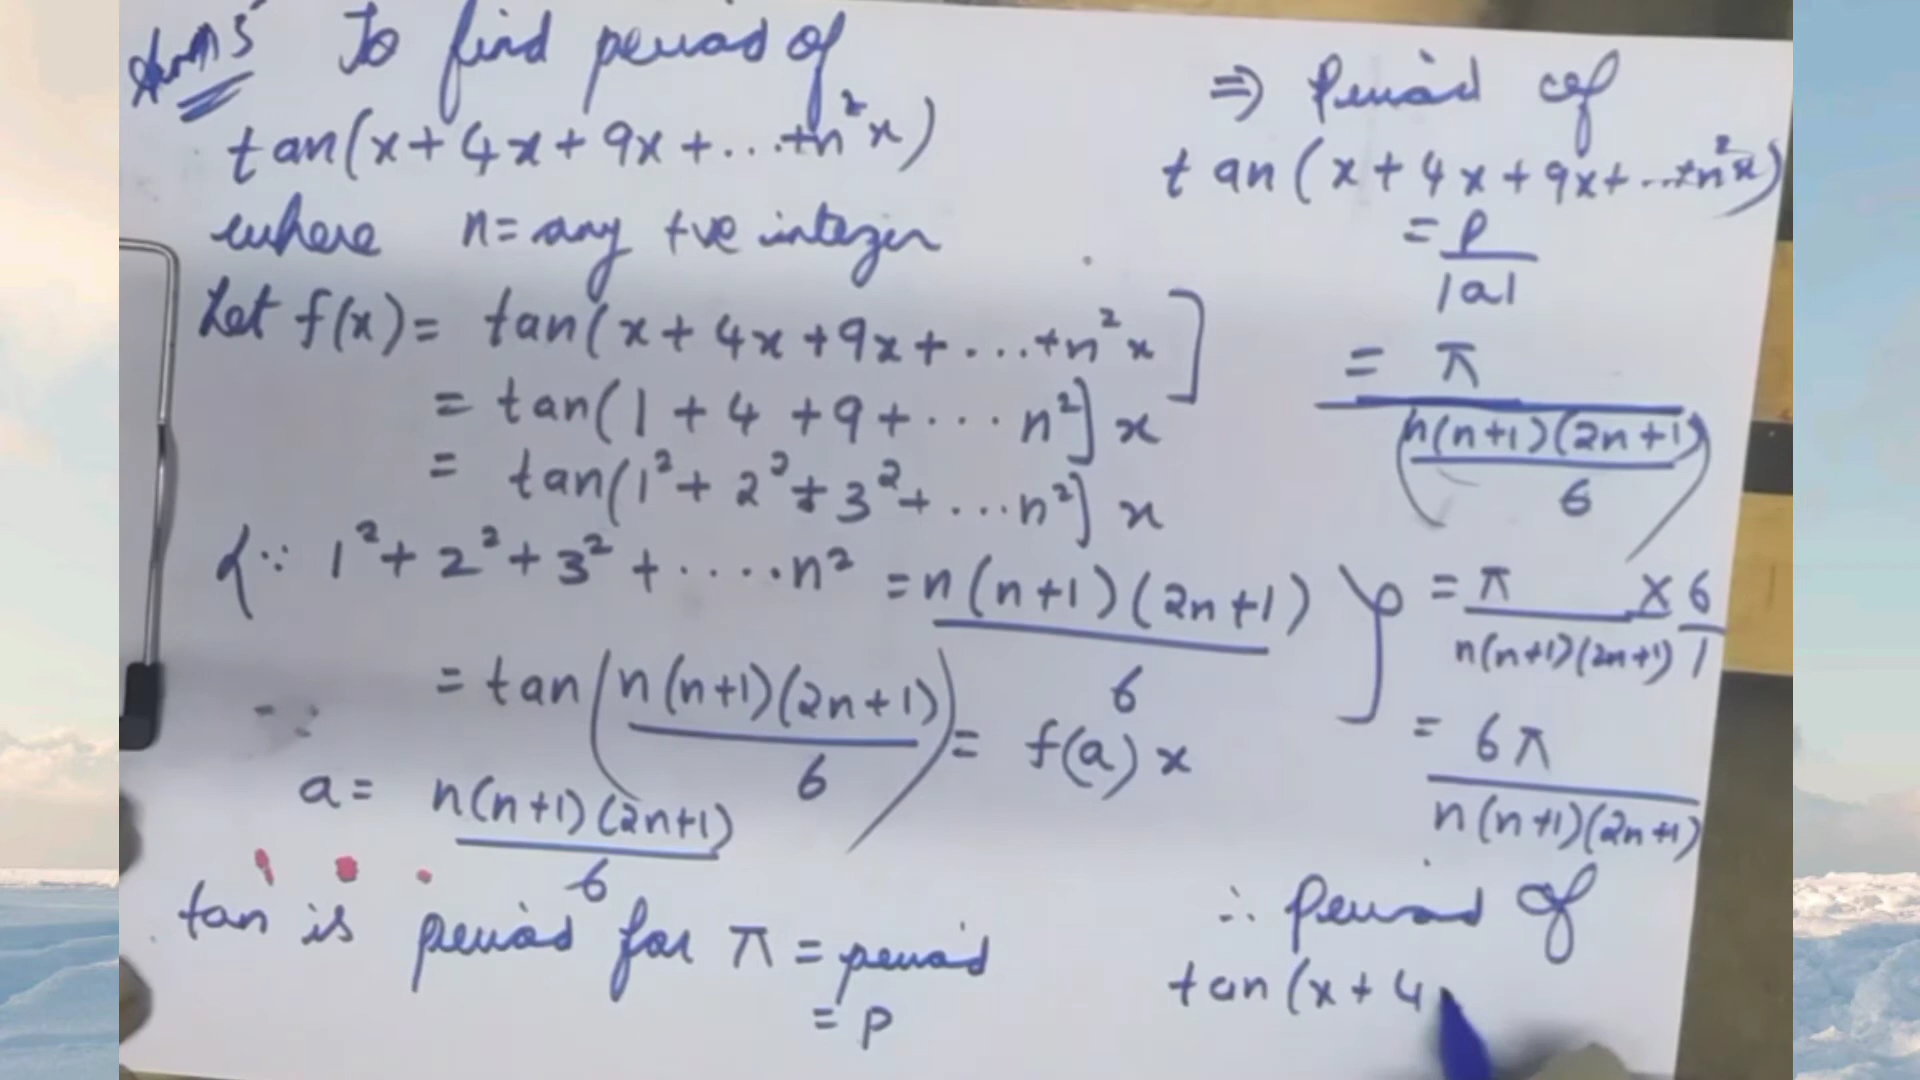 Ans 5 To find period of
tan(x + 4x + 9x + ...+n²x)
where n = any +ve integer
Let f(x) = tan(x + 4x + 9x + ...+n²x]
= tan(1 + 4 + 9 + ... n²] x
= tan(1² + 2² + 3² + ... n²] x
{∵ 1² + 2² + 3² + .... n² = n(n+1)(2n+1)/6 }
= tan(n(n+1)(2n+1)/6) = f(a) x
a = n(n+1)(2n+1)/6
tan is period for π = period
= p
⇒ Period of
tan(x + 4x + 9x + ...+n²x)
= p/|a|
= π/(n(n+1)(2n+1)/6)
= π/n(n+1)(2n+1) × 6/1
= 6π/n(n+1)(2n+1)
∴ Period of
tan(x + 4